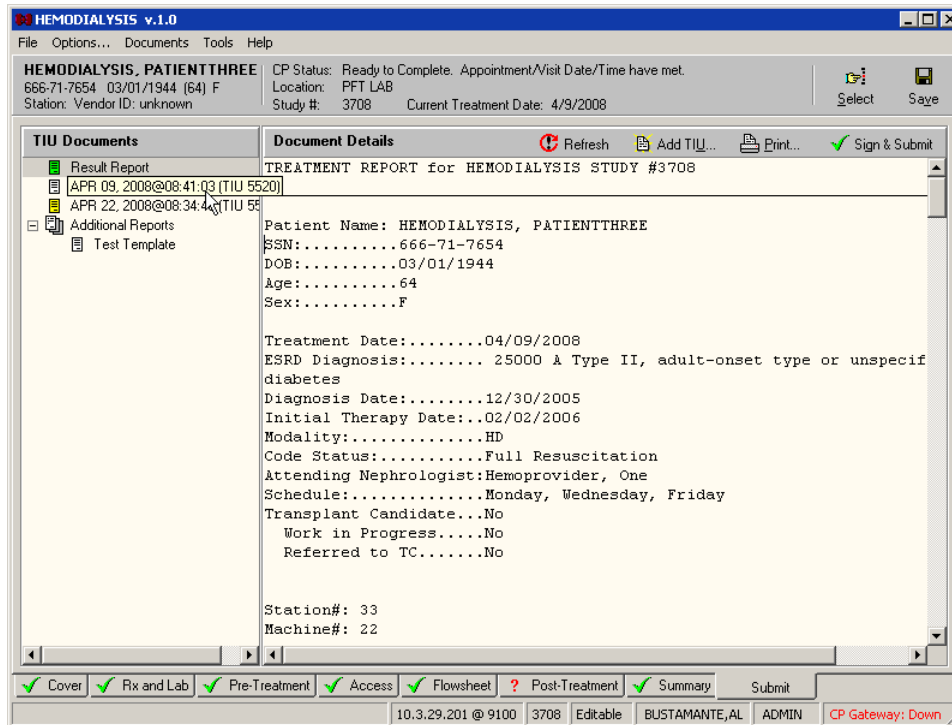 HEMODIALYSIS v.1.0
File Options... Documents Tools Help
HEMODIALYSIS, PATIENTTHREE
666-71-7654 03/01/1944 (64) F
Station: Vendor ID: unknown
CP Status: Ready to Complete. Appointment/Visit Date/Time have met.
Location: PFT LAB
Study #: 3708 Current Treatment Date: 4/9/2008
Select Save
TIU Documents
Result Report
APR 09, 2008@08:41:03 (TIU 5520)
APR 22, 2008@08:34:4 (TIU 55
Additional Reports
Test Template
Document Details Refresh Add TIU... Print... Sign & Submit
TREATMENT REPORT for HEMODIALYSIS STUDY #3708
Patient Name: HEMODIALYSIS, PATIENTTHREE
SSN:..........666-71-7654
DOB:..........03/01/1944
Age:..........64
Sex:..........F
Treatment Date:........04/09/2008
ESRD Diagnosis:........ 25000 A Type II, adult-onset type or unspecif
diabetes
Diagnosis Date:........12/30/2005
Initial Therapy Date:..02/02/2006
Modality:..............HD
Code Status:...........Full Resuscitation
Attending Nephrologist:Hemoprovider, One
Schedule:..............Monday, Wednesday, Friday
Transplant Candidate...No
Work in Progress.....No
Referred to TC.......No
Station#: 33
Machine#: 22
Cover Rx and Lab Pre-Treatment Access Flowsheet ? Post-Treatment Summary Submit
10.3.29.201 @ 9100 3708 Editable BUSTAMANTE,AL ADMIN CP Gateway: Down